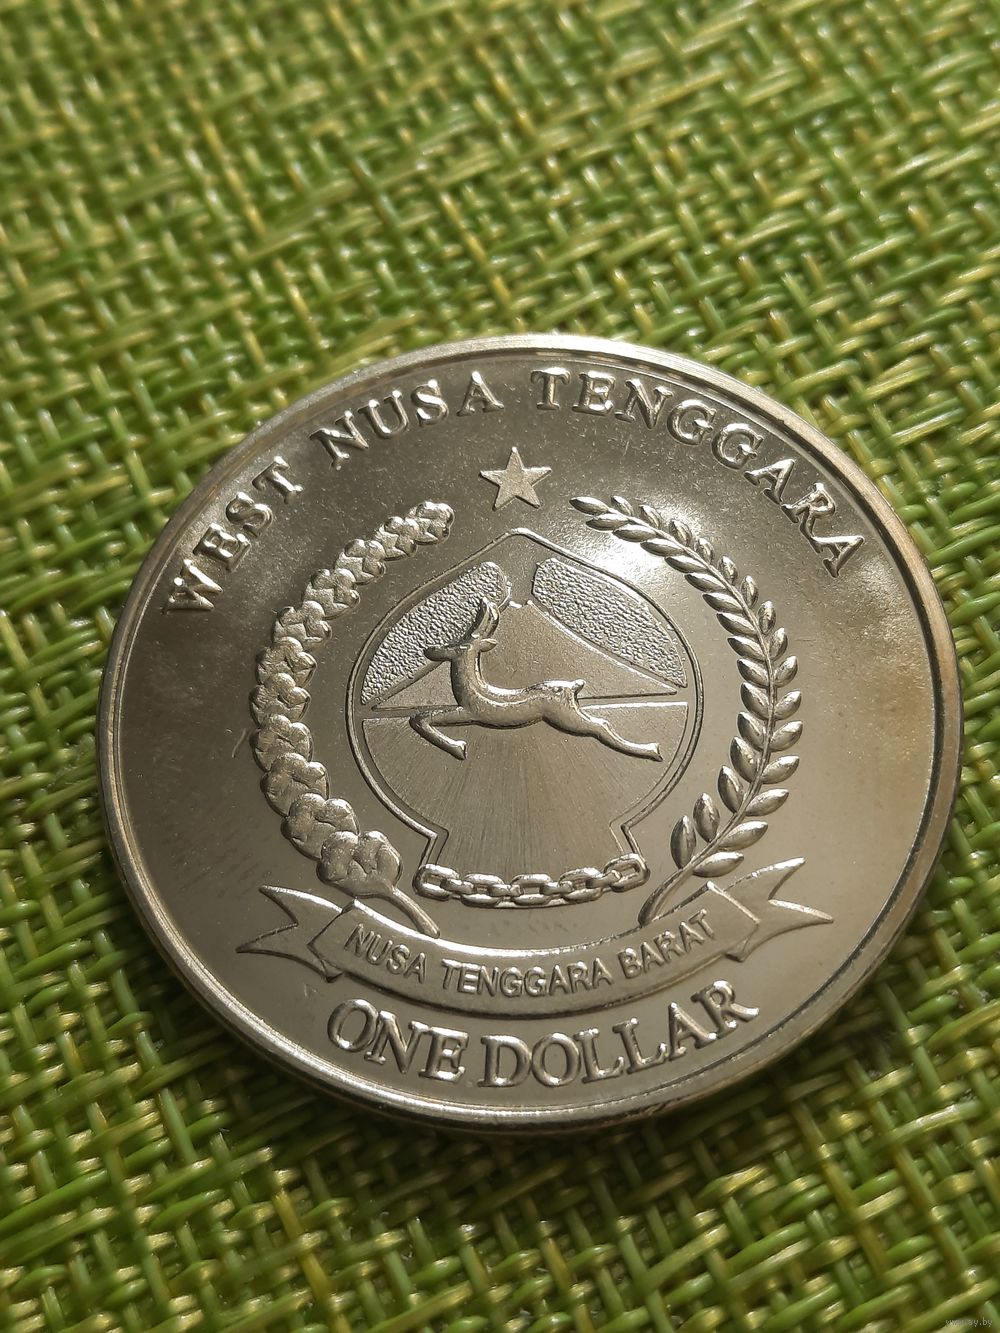 WEST NUSA TENGGARA
NUSA TENGGARA BARAT
ONE DOLLAR